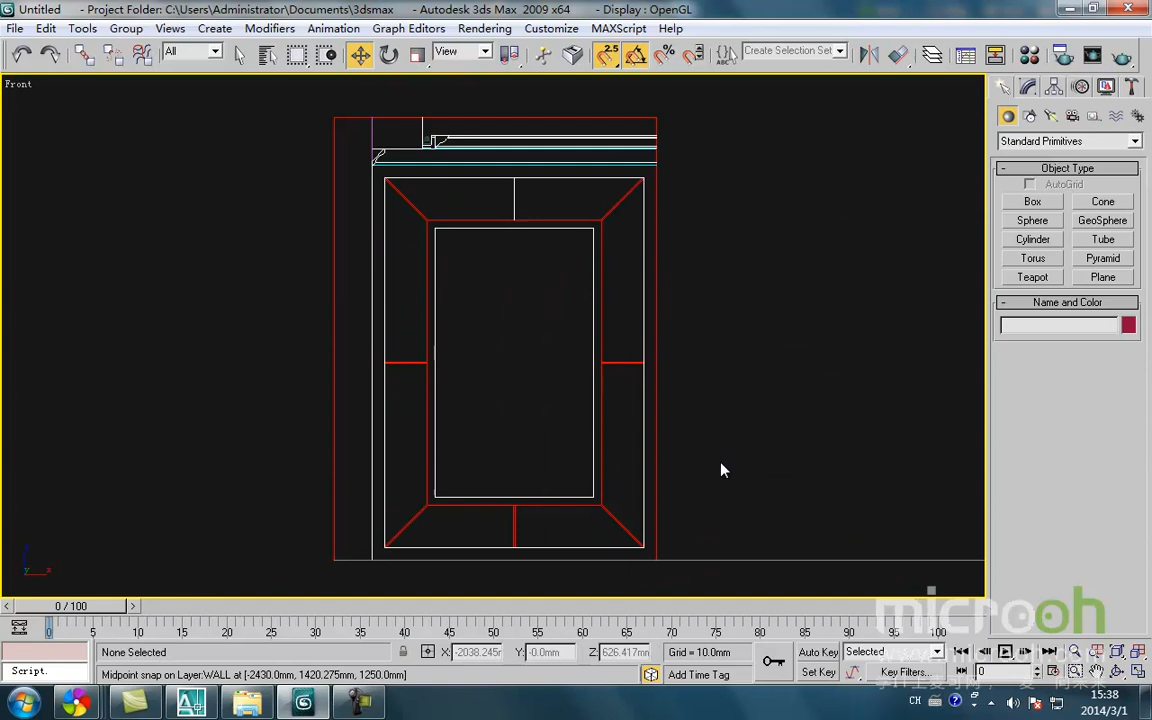 Untitled - Project Folder: C:\Users\Administrator\Documents\3dsmax - Autodesk 3ds Max 2009 x64 - Display : OpenGL
File Edit Tools Group Views Create Modifiers Animation Graph Editors Rendering Customize MAXScript Help
All View 2.5 ABC Create Selection Set
Front
Standard Primitives
- Object Type
AutoGrid
Box Cone
Sphere GeoSphere
Cylinder Tube
Torus Pyramid
Teapot Plane
- Name and Color
y x
microoh
< 0 / 100 >
0 5 10 15 20 25 30 35 40 45 50 55 60 65 70 75 80 85 90 95 100
None Selected X: -2038.245m Y: -0.0mm Z: 626.417mm Grid = 10.0mm Auto Key Selected
Script. Midpoint snap on Layer:WALL at [-2430.0mm, 1420.275mm, 1250.0mm] Add Time Tag Set Key Key Filters... 0
CH 15:38
2014/3/1